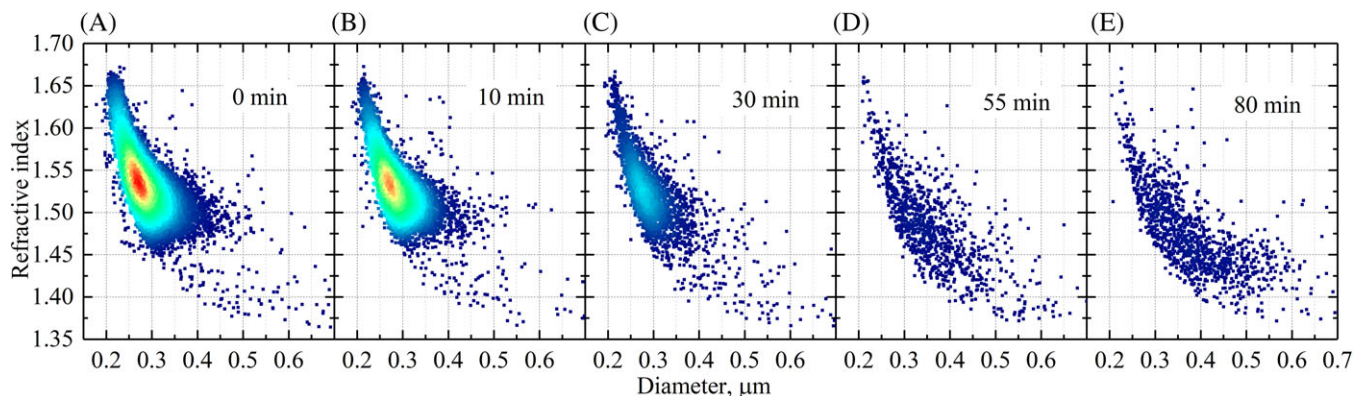 (A) (B) (C) (D) (E)
1.70
1.65
1.60
1.55
1.50
1.45
1.40
1.35
Refractive index
0 min 10 min 30 min 55 min 80 min
0.2 0.3 0.4 0.5 0.6 0.2 0.3 0.4 0.5 0.6 0.2 0.3 0.4 0.5 0.6 0.2 0.3 0.4 0.5 0.6 0.2 0.3 0.4 0.5 0.6 0.7
Diameter, μm